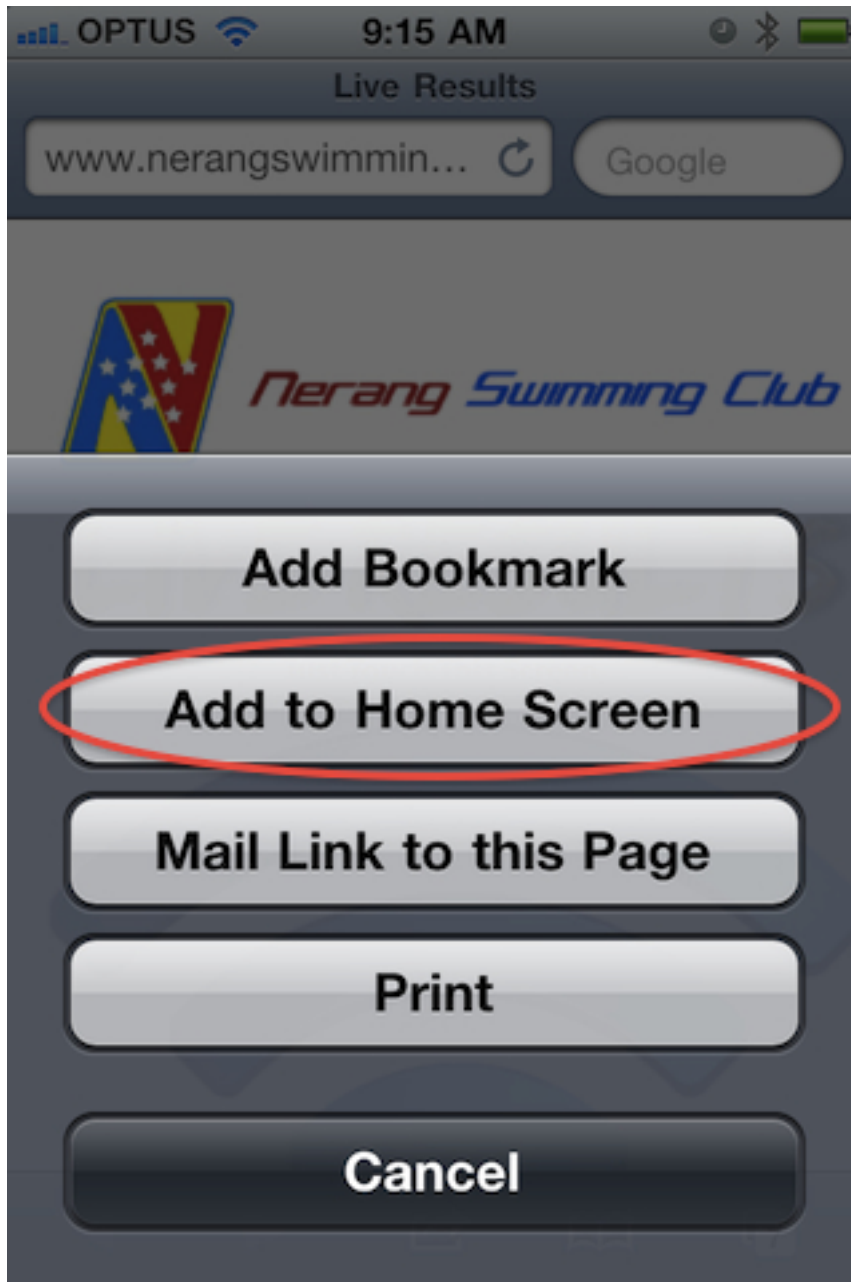 OPTUS 9:15 AM
Live Results
www.nerangswimmin... Google
Nerang Swimming Club
Add Bookmark
Add to Home Screen
Mail Link to this Page
Print
Cancel